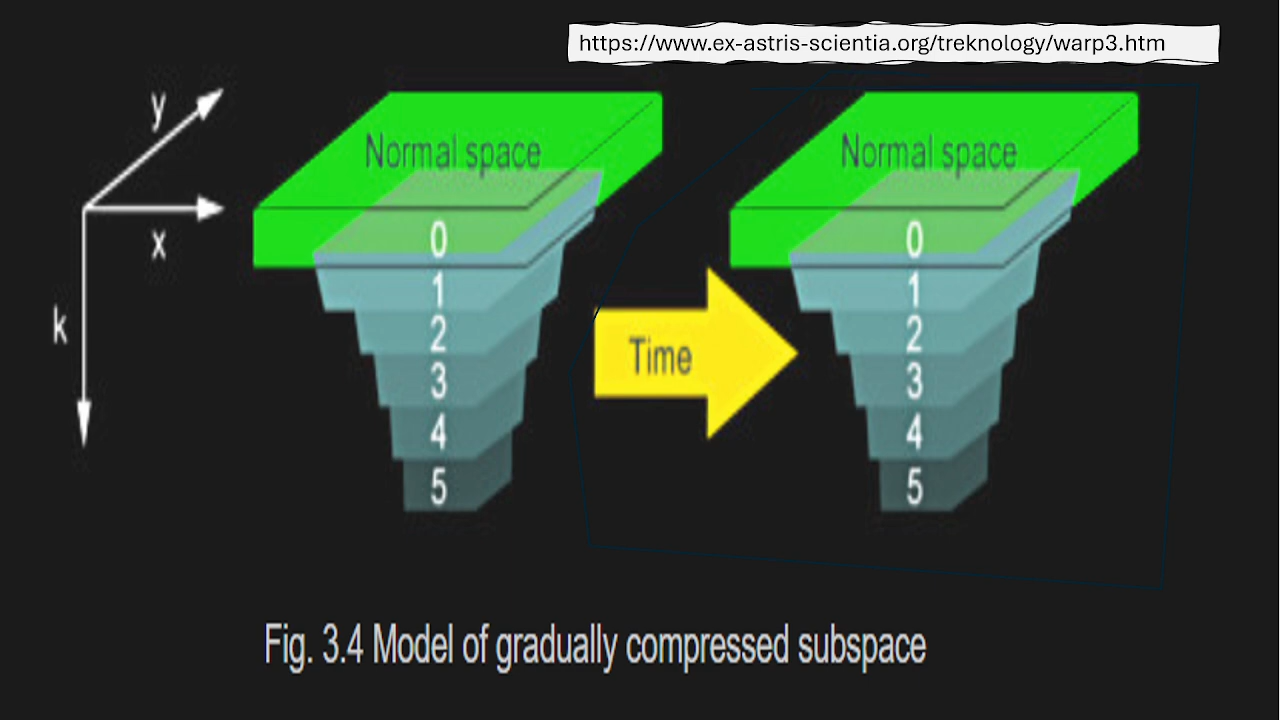 https://www.ex-astris-scientia.org/treknology/warp3.htm
y
x
k
Normal space
0
1
2
3
4
5
Time
Normal space
0
1
2
3
4
5
Fig. 3.4 Model of gradually compressed subspace